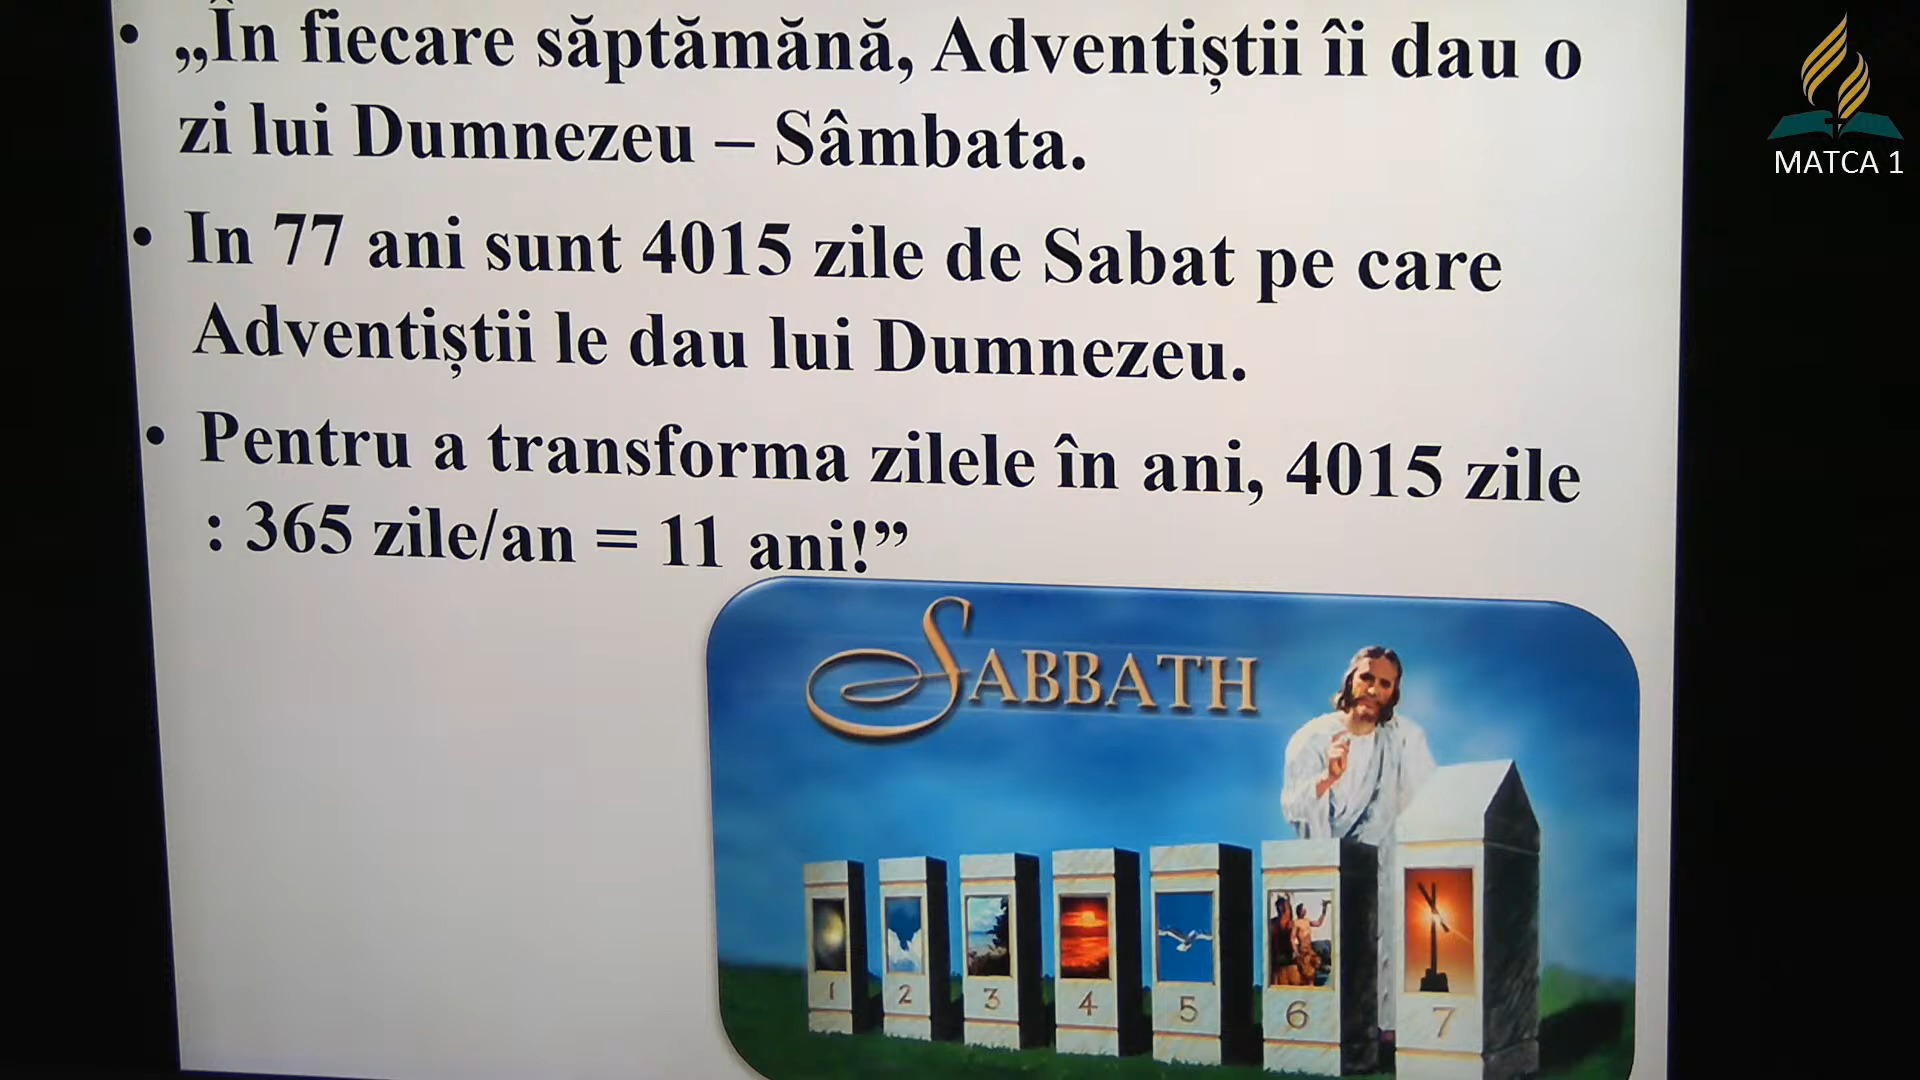 • „În fiecare săptămănă, Adventiștii îi dau o
zi lui Dumnezeu – Sâmbata.
• In 77 ani sunt 4015 zile de Sabat pe care
Adventiștii le dau lui Dumnezeu.
• Pentru a transforma zilele în ani, 4015 zile
: 365 zile/an = 11 ani!”
MATCA 1
SABBATH
1 2 3 4 5 6 7